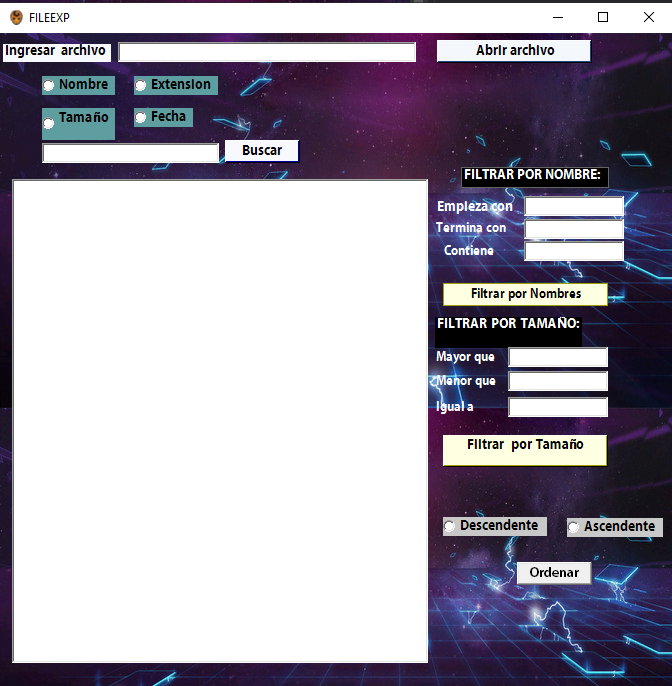 FILEEXP
Ingresar archivo
Abrir archivo
Nombre
Extension
Tamaño
Fecha
Buscar
FILTRAR POR NOMBRE:
Empieza con
Termina con
Contiene
Filtrar por Nombres
FILTRAR POR TAMAÑO:
Mayor que
Menor que
Igual a
Filtrar por Tamaño
Descendente
Ascendente
Ordenar